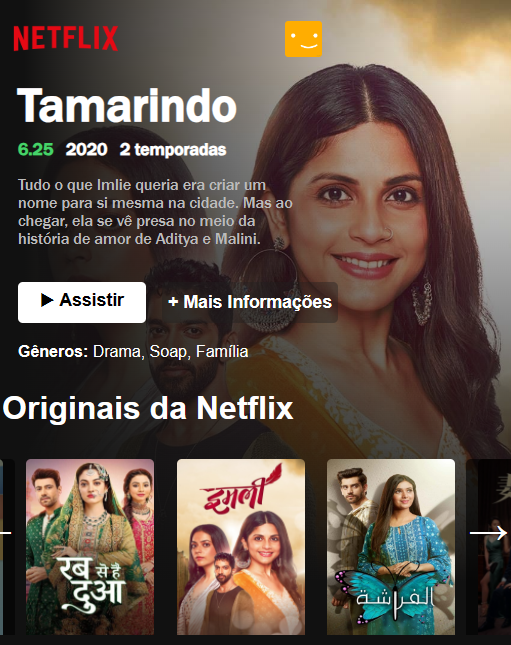 NETFLIX
Tamarindo
6.25 2020 2 temporadas
Tudo o que Imlie queria era criar um
nome para si mesma na cidade. Mas ao
chegar, ela se vê presa no meio da
história de amor de Aditya e Malini.
▶ Assistir
+ Mais Informações
Gêneros: Drama, Soap, Família
Originais da Netflix
रब से है
दुआ
इमली
الفراشة